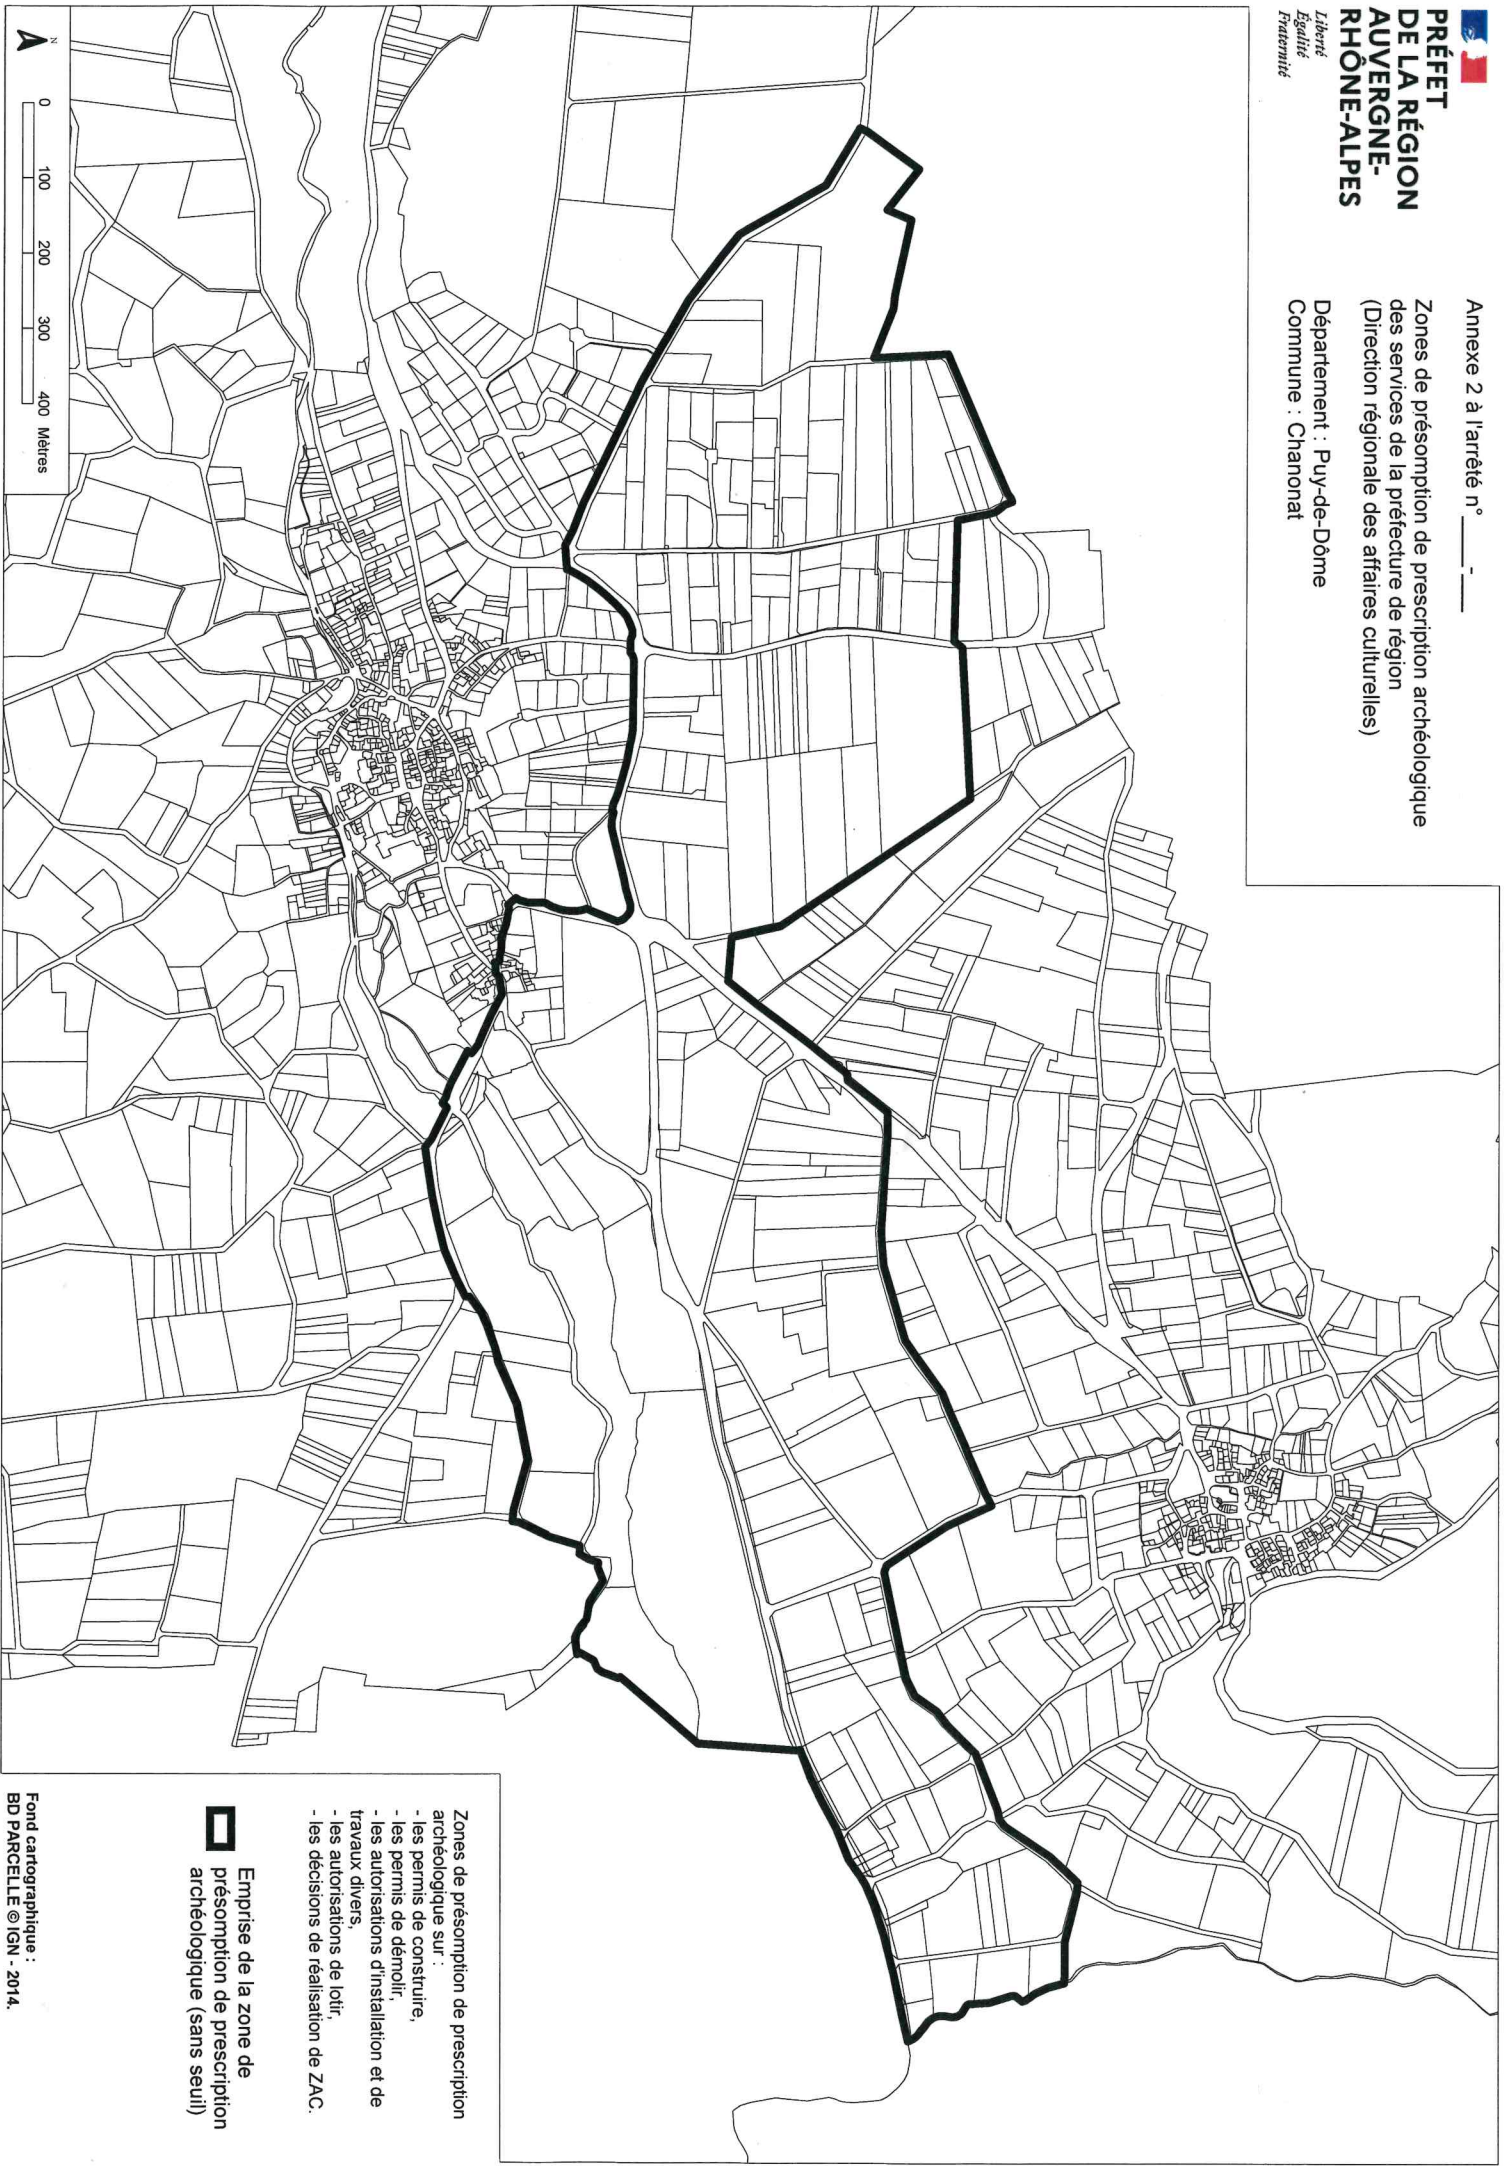 PRÉFET
DE LA RÉGION
AUVERGNE-
RHÔNE-ALPES
Liberté
Égalité
Fraternité
Annexe 2 à l'arrêté n°_____-____
Zones de présomption de prescription archéologique
des services de la préfecture de région
(Direction régionale des affaires culturelles)
Département : Puy-de-Dôme
Commune : Chanonat
N
0 100 200 300 400 Mètres
Zones de présomption de prescription
archéologique sur :
- les permis de construire,
- les permis de démolir,
- les autorisations d'installation et de
travaux divers,
- les autorisations de lotir,
- les décisions de réalisation de ZAC.
Emprise de la zone de
présomption de prescription
archéologique (sans seuil)
Fond cartographique :
BD PARCELLE © IGN - 2014.